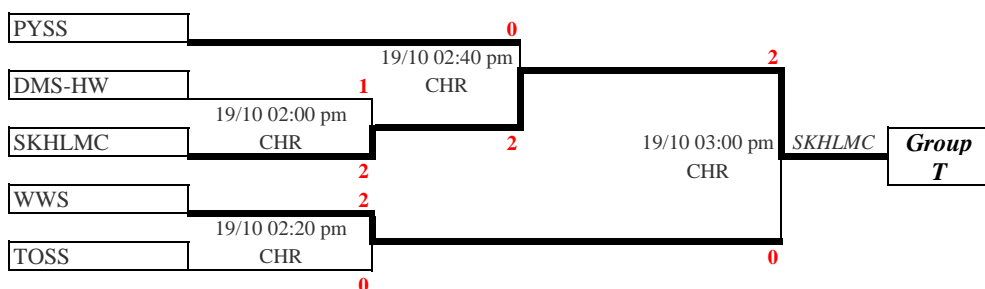 PYSS
0
19/10 02:40 pm
CHR
2
DMS-HW
1
19/10 02:00 pm
CHR
SKHLMC
2
2
19/10 03:00 pm
CHR
SKHLMC
Group
T
WWS
2
19/10 02:20 pm
CHR
TOSS
0
0